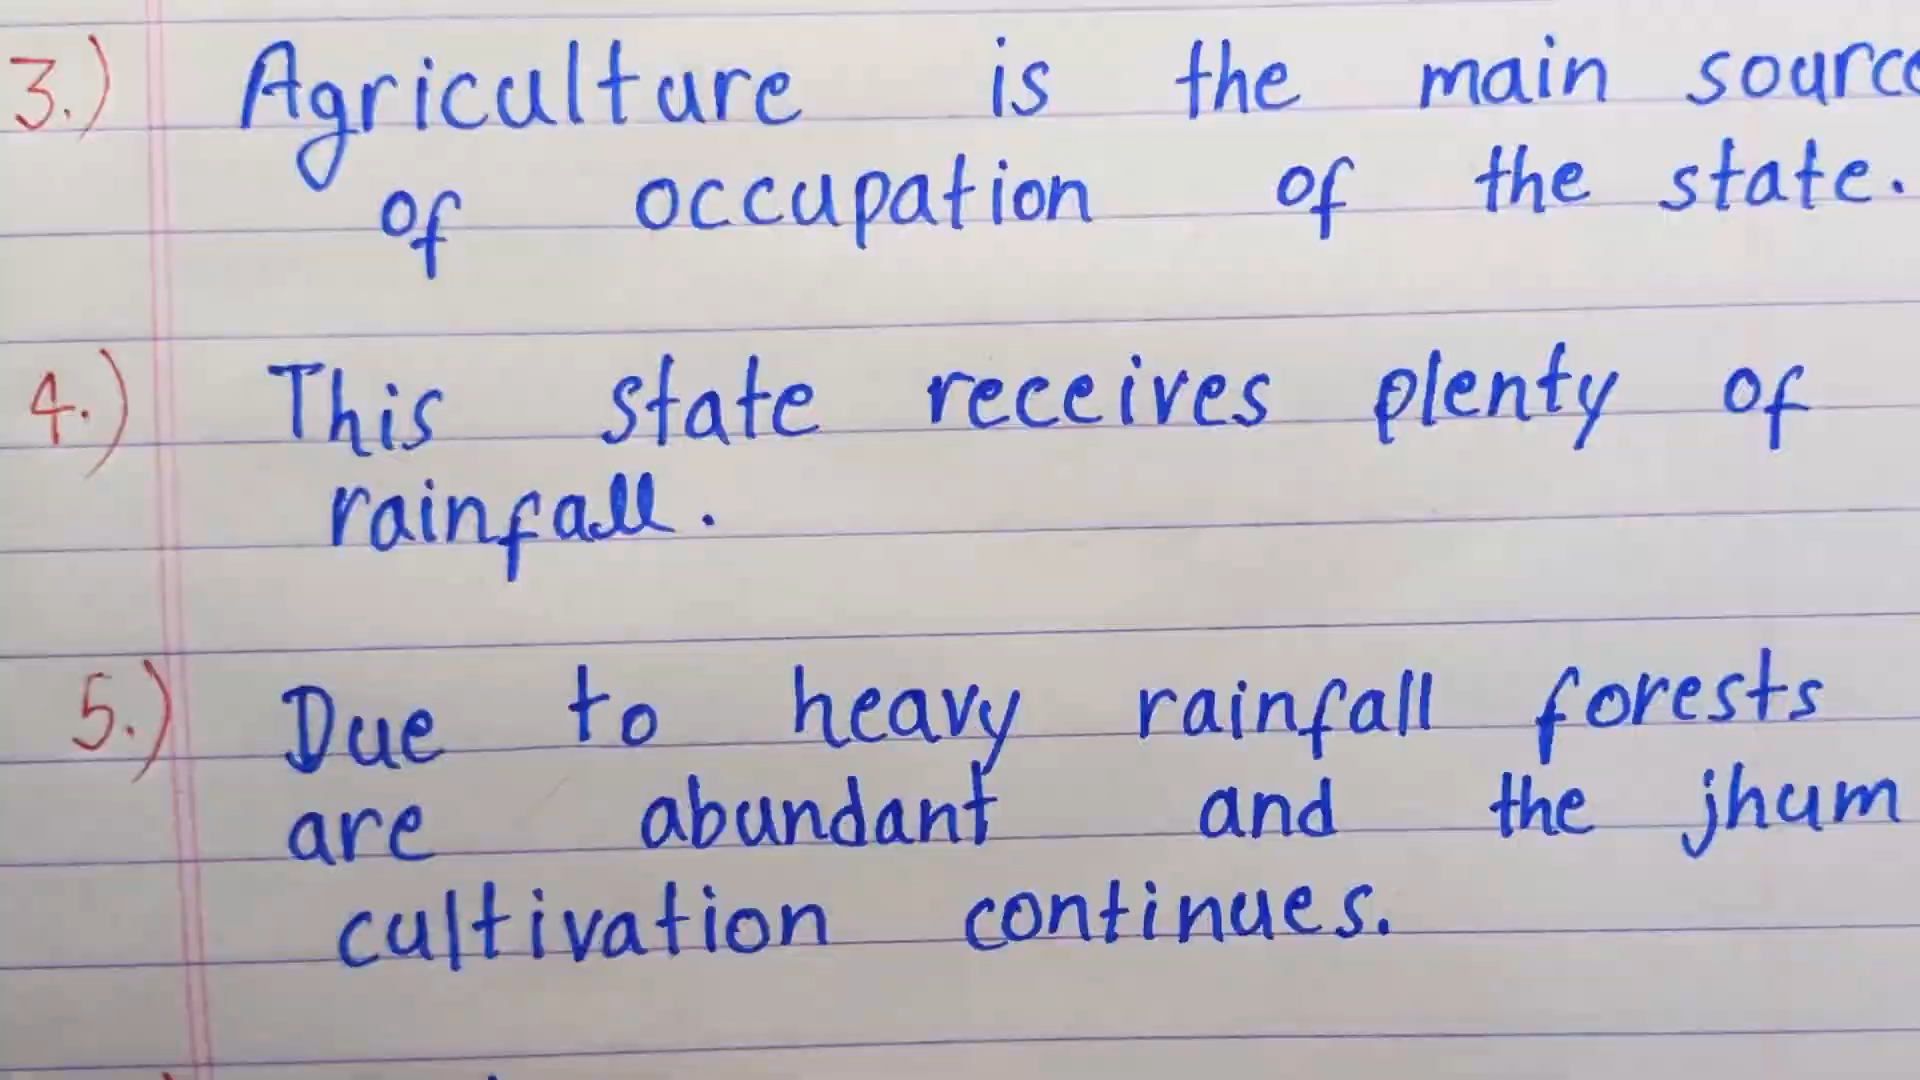 3.) Agriculture is the main source
of occupation of the state.
4.) This state receives plenty of
rainfall.
5.) Due to heavy rainfall forests
are abundant and the jhum
cultivation continues.